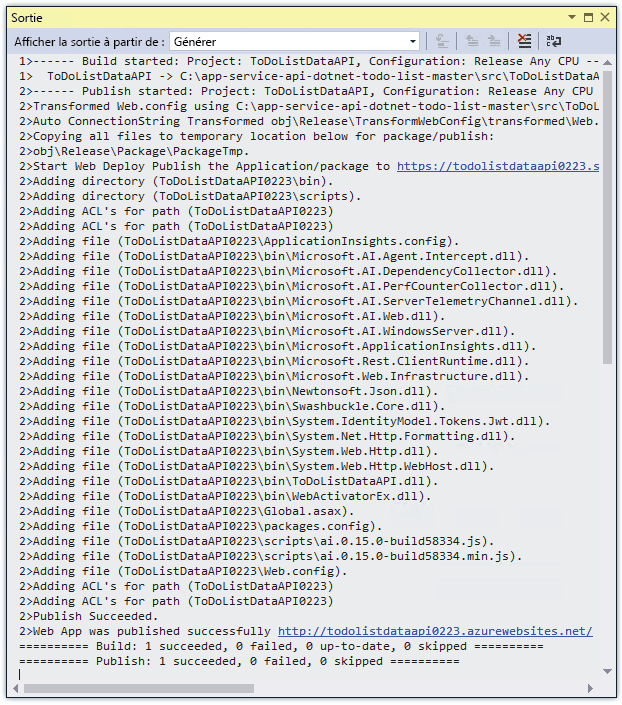 Sortie
Afficher la sortie à partir de : Générer
1>------ Build started: Project: ToDoListDataAPI, Configuration: Release Any CPU --
1>  ToDoListDataAPI -> C:\app-service-api-dotnet-todo-list-master\src\ToDoListDataA
2>------ Publish started: Project: ToDoListDataAPI, Configuration: Release Any CPU
2>Transformed Web.config using C:\app-service-api-dotnet-todo-list-master\src\ToDoL
2>Auto ConnectionString Transformed obj\Release\TransformWebConfig\transformed\Web.
2>Copying all files to temporary location below for package/publish:
2>obj\Release\Package\PackageTmp.
2>Start Web Deploy Publish the Application/package to https://todolistdataapi0223.s
2>Adding directory (ToDoListDataAPI0223\bin).
2>Adding directory (ToDoListDataAPI0223\scripts).
2>Adding ACL's for path (ToDoListDataAPI0223)
2>Adding ACL's for path (ToDoListDataAPI0223)
2>Adding file (ToDoListDataAPI0223\ApplicationInsights.config).
2>Adding file (ToDoListDataAPI0223\bin\Microsoft.AI.Agent.Intercept.dll).
2>Adding file (ToDoListDataAPI0223\bin\Microsoft.AI.DependencyCollector.dll).
2>Adding file (ToDoListDataAPI0223\bin\Microsoft.AI.PerfCounterCollector.dll).
2>Adding file (ToDoListDataAPI0223\bin\Microsoft.AI.ServerTelemetryChannel.dll).
2>Adding file (ToDoListDataAPI0223\bin\Microsoft.AI.Web.dll).
2>Adding file (ToDoListDataAPI0223\bin\Microsoft.AI.WindowsServer.dll).
2>Adding file (ToDoListDataAPI0223\bin\Microsoft.ApplicationInsights.dll).
2>Adding file (ToDoListDataAPI0223\bin\Microsoft.Rest.ClientRuntime.dll).
2>Adding file (ToDoListDataAPI0223\bin\Microsoft.Web.Infrastructure.dll).
2>Adding file (ToDoListDataAPI0223\bin\Newtonsoft.Json.dll).
2>Adding file (ToDoListDataAPI0223\bin\Swashbuckle.Core.dll).
2>Adding file (ToDoListDataAPI0223\bin\System.IdentityModel.Tokens.Jwt.dll).
2>Adding file (ToDoListDataAPI0223\bin\System.Net.Http.Formatting.dll).
2>Adding file (ToDoListDataAPI0223\bin\System.Web.Http.dll).
2>Adding file (ToDoListDataAPI0223\bin\System.Web.Http.WebHost.dll).
2>Adding file (ToDoListDataAPI0223\bin\ToDoListDataAPI.dll).
2>Adding file (ToDoListDataAPI0223\bin\WebActivatorEx.dll).
2>Adding file (ToDoListDataAPI0223\Global.asax).
2>Adding file (ToDoListDataAPI0223\packages.config).
2>Adding file (ToDoListDataAPI0223\scripts\ai.0.15.0-build58334.js).
2>Adding file (ToDoListDataAPI0223\scripts\ai.0.15.0-build58334.min.js).
2>Adding file (ToDoListDataAPI0223\Web.config).
2>Adding ACL's for path (ToDoListDataAPI0223)
2>Adding ACL's for path (ToDoListDataAPI0223)
2>Publish Succeeded.
2>Web App was published successfully http://todolistdataapi0223.azurewebsites.net/
========== Build: 1 succeeded, 0 failed, 0 up-to-date, 0 skipped ==========
========== Publish: 1 succeeded, 0 failed, 0 skipped ==========